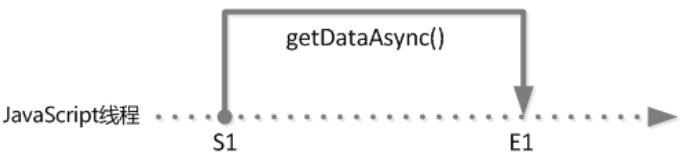 getDataAsync()
JavaScript线程
S1 E1